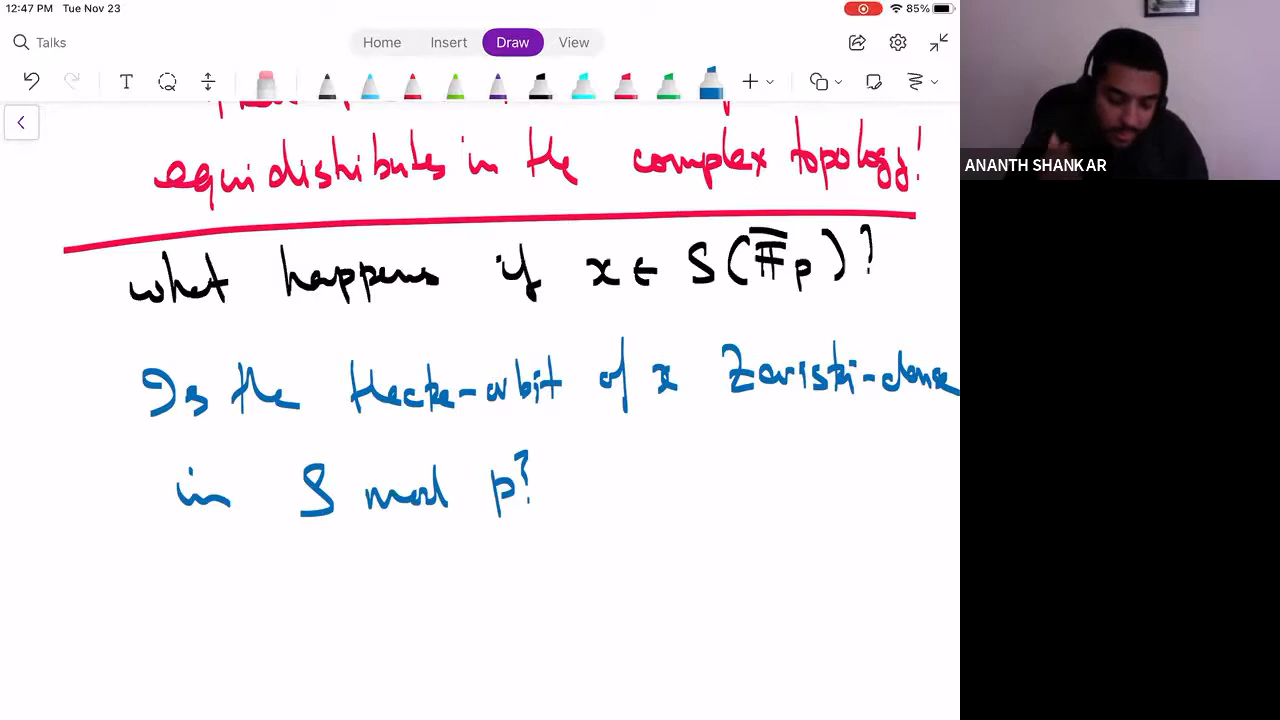 12:47 PM Tue Nov 23
85%
Talks
Home Insert Draw View
equidistributes in the complex topology!
what happens if x ∈ S(𝔽̅p)?
Is the Hecke-orbit of x Zariski-dense
in S mod p?
ANANTH SHANKAR